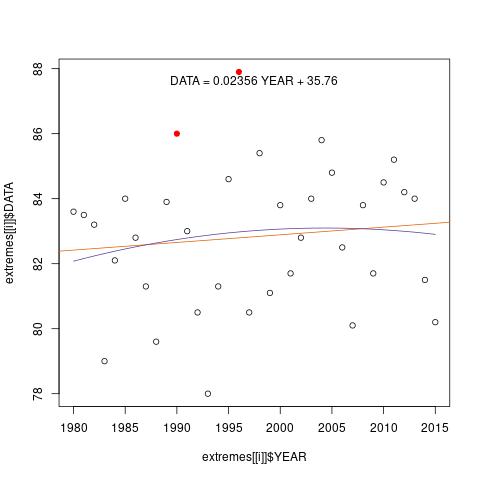 DATA = 0.02356 YEAR + 35.76
88
86
84
82
80
78
extremes[[i]]$DATA
1980 1985 1990 1995 2000 2005 2010 2015
extremes[[i]]$YEAR